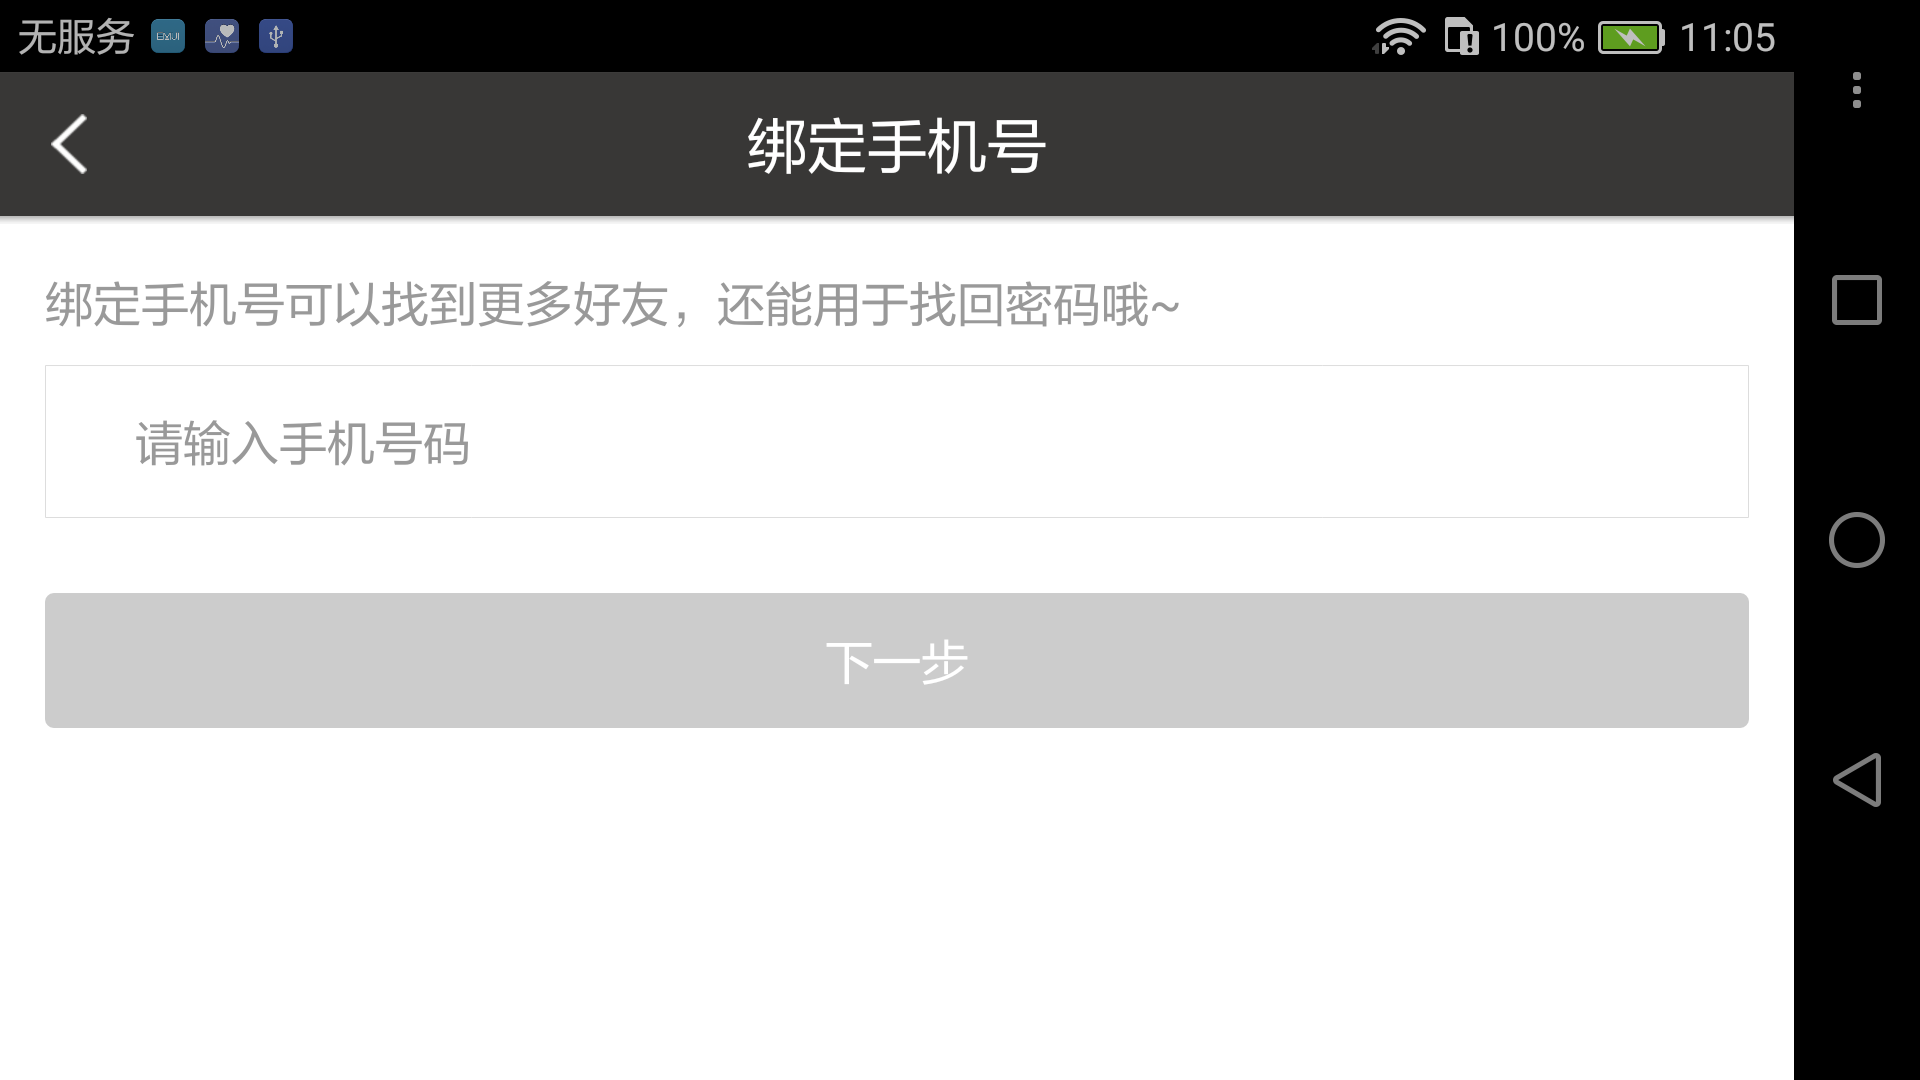 无服务 EMUI 100% 11:05
绑定手机号
绑定手机号可以找到更多好友，还能用于找回密码哦~
请输入手机号码
下一步